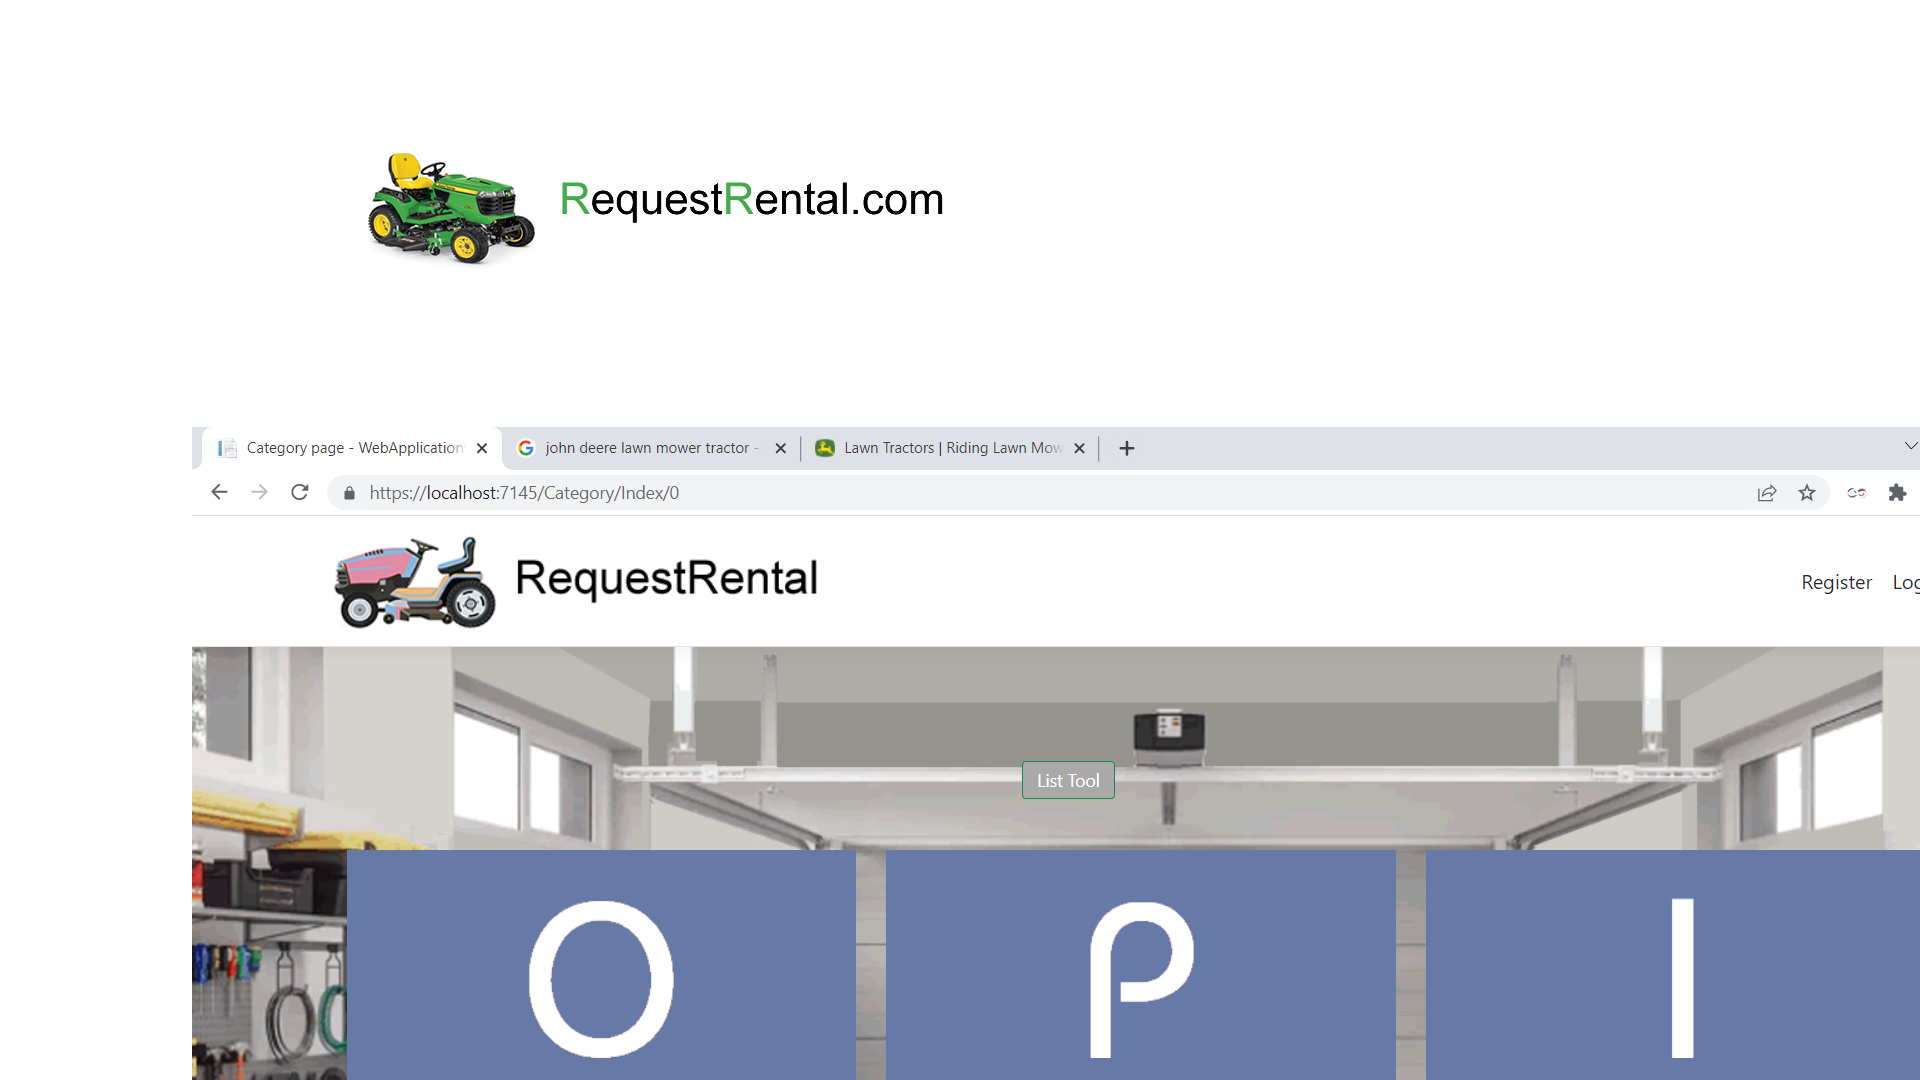 RequestRental.com
Category page - WebApplication
john deere lawn mower tractor -
Lawn Tractors | Riding Lawn Mow
https://localhost:7145/Category/Index/0
RequestRental
Register
Log
List Tool
O
P
I